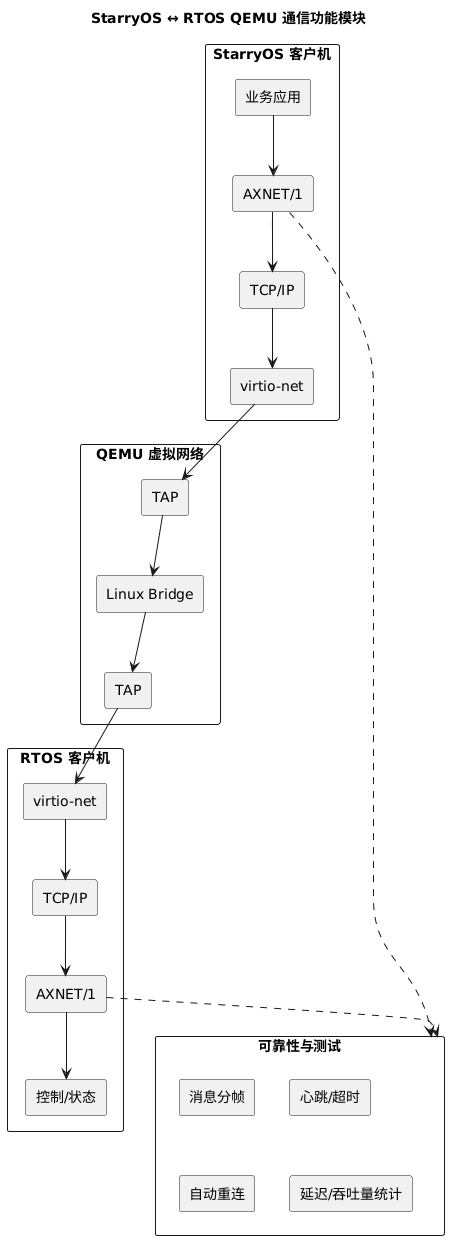 StarryOS ↔ RTOS QEMU 通信功能模块
StarryOS 客户机
业务应用
AXNET/1
TCP/IP
virtio-net
QEMU 虚拟网络
TAP
Linux Bridge
TAP
RTOS 客户机
virtio-net
TCP/IP
AXNET/1
控制/状态
可靠性与测试
消息分帧
心跳/超时
自动重连
延迟/吞吐量统计